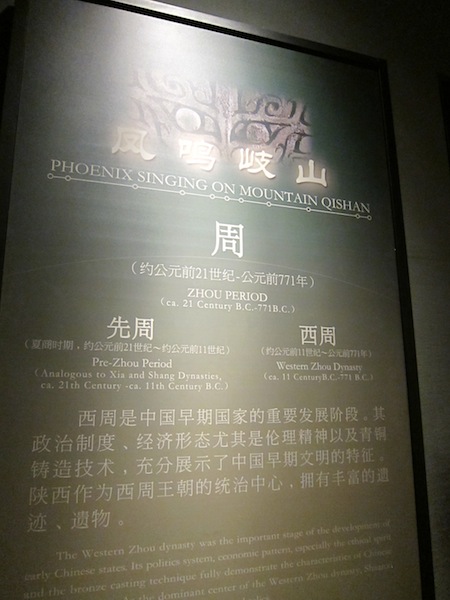 凤鸣岐山
PHOENIX SINGING ON MOUNTAIN QISHAN
周
（约公元前21世纪-公元前771年）
ZHOU PERIOD
(ca. 21 Century B.C.-771B.C.)
先周
（夏商时期，约公元前21世纪～约公元前11世纪）
Pre-Zhou Period
(Analogous to Xia and Shang Dynasties,
ca. 21th Century -ca. 11th Century B.C.)
西周
（约公元前11世纪～公元前771年）
Western Zhou Dynasty
(ca. 11 CenturyB.C.-771 B.C.)
西周是中国早期国家的重要发展阶段。其
政治制度、经济形态尤其是伦理精神以及青铜
铸造技术，充分展示了中国早期文明的特征。
陕西作为西周王朝的统治中心，拥有丰富的遗
迹、遗物。
The Western Zhou dynasty was the important stage of the development of
early Chinese states. Its politics system, economic pattern, especially the ethical spirit
and the bronze casting technique fully demonstrate the characteristics of Chinese
the dominant center of the Western Zhou dynasty, Shaanxi